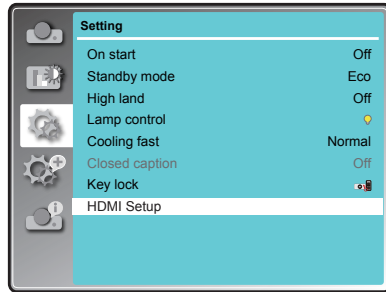 Setting
On start Off
Standby mode Eco
High land Off
Lamp control
Cooling fast Normal
Closed caption Off
Key lock
HDMI Setup